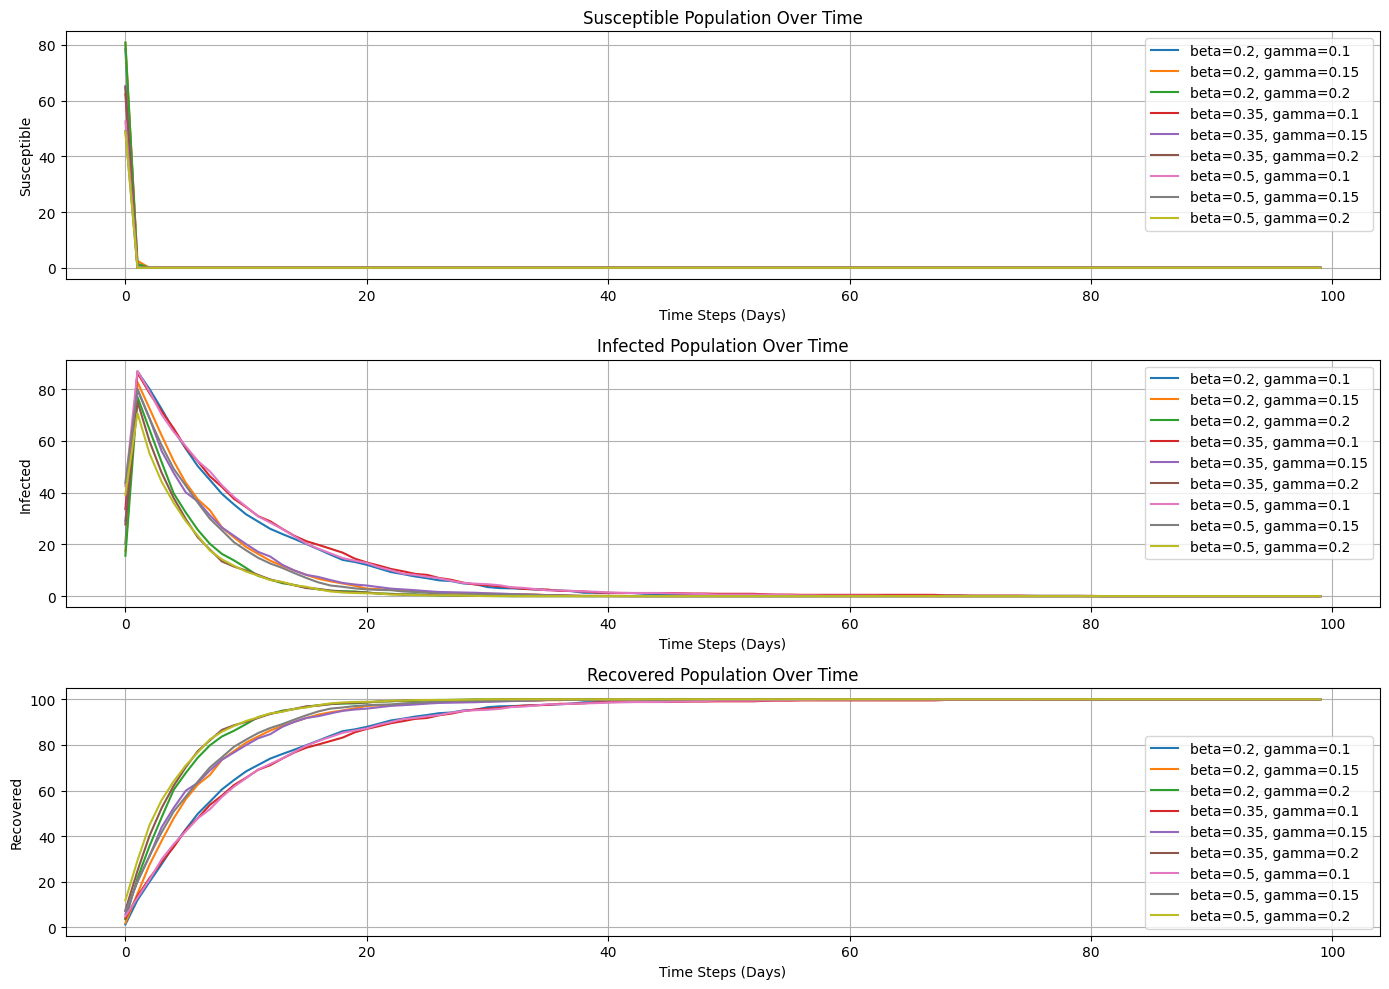 Susceptible Population Over Time
80
60
40
20
0
Susceptible
beta=0.2, gamma=0.1
beta=0.2, gamma=0.15
beta=0.2, gamma=0.2
beta=0.35, gamma=0.1
beta=0.35, gamma=0.15
beta=0.35, gamma=0.2
beta=0.5, gamma=0.1
beta=0.5, gamma=0.15
beta=0.5, gamma=0.2
0 20 40 60 80 100
Time Steps (Days)
Infected Population Over Time
80
60
40
20
0
Infected
beta=0.2, gamma=0.1
beta=0.2, gamma=0.15
beta=0.2, gamma=0.2
beta=0.35, gamma=0.1
beta=0.35, gamma=0.15
beta=0.35, gamma=0.2
beta=0.5, gamma=0.1
beta=0.5, gamma=0.15
beta=0.5, gamma=0.2
0 20 40 60 80 100
Time Steps (Days)
Recovered Population Over Time
100
80
60
40
20
0
Recovered
beta=0.2, gamma=0.1
beta=0.2, gamma=0.15
beta=0.2, gamma=0.2
beta=0.35, gamma=0.1
beta=0.35, gamma=0.15
beta=0.35, gamma=0.2
beta=0.5, gamma=0.1
beta=0.5, gamma=0.15
beta=0.5, gamma=0.2
0 20 40 60 80 100
Time Steps (Days)